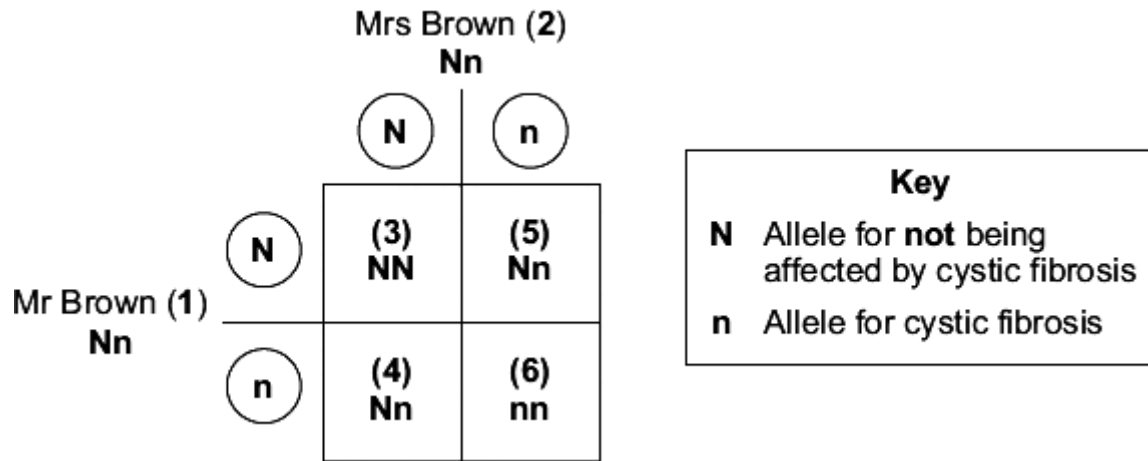 Mrs Brown (2)
Nn
N
n
Mr Brown (1)
Nn
N
(3)
NN
(5)
Nn
n
(4)
Nn
(6)
nn
Key
N Allele for not being
affected by cystic fibrosis
n Allele for cystic fibrosis